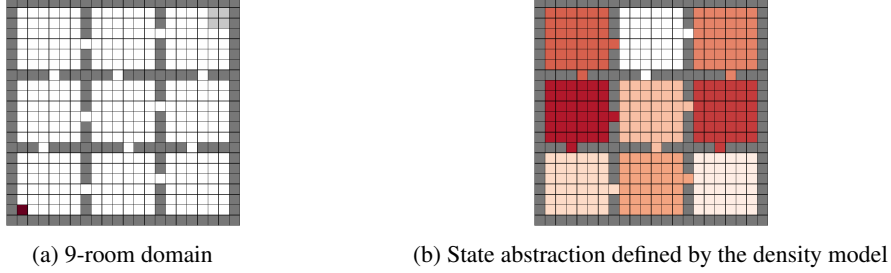 (a) 9-room domain
(b) State abstraction defined by the density model